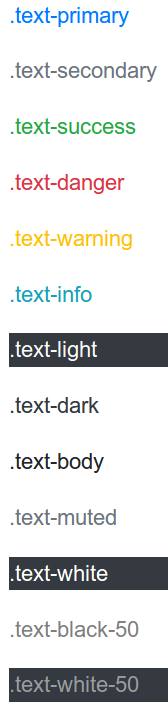 .text-primary
.text-secondary
.text-success
.text-danger
.text-warning
.text-info
.text-light
.text-dark
.text-body
.text-muted
.text-white
.text-black-50
.text-white-50